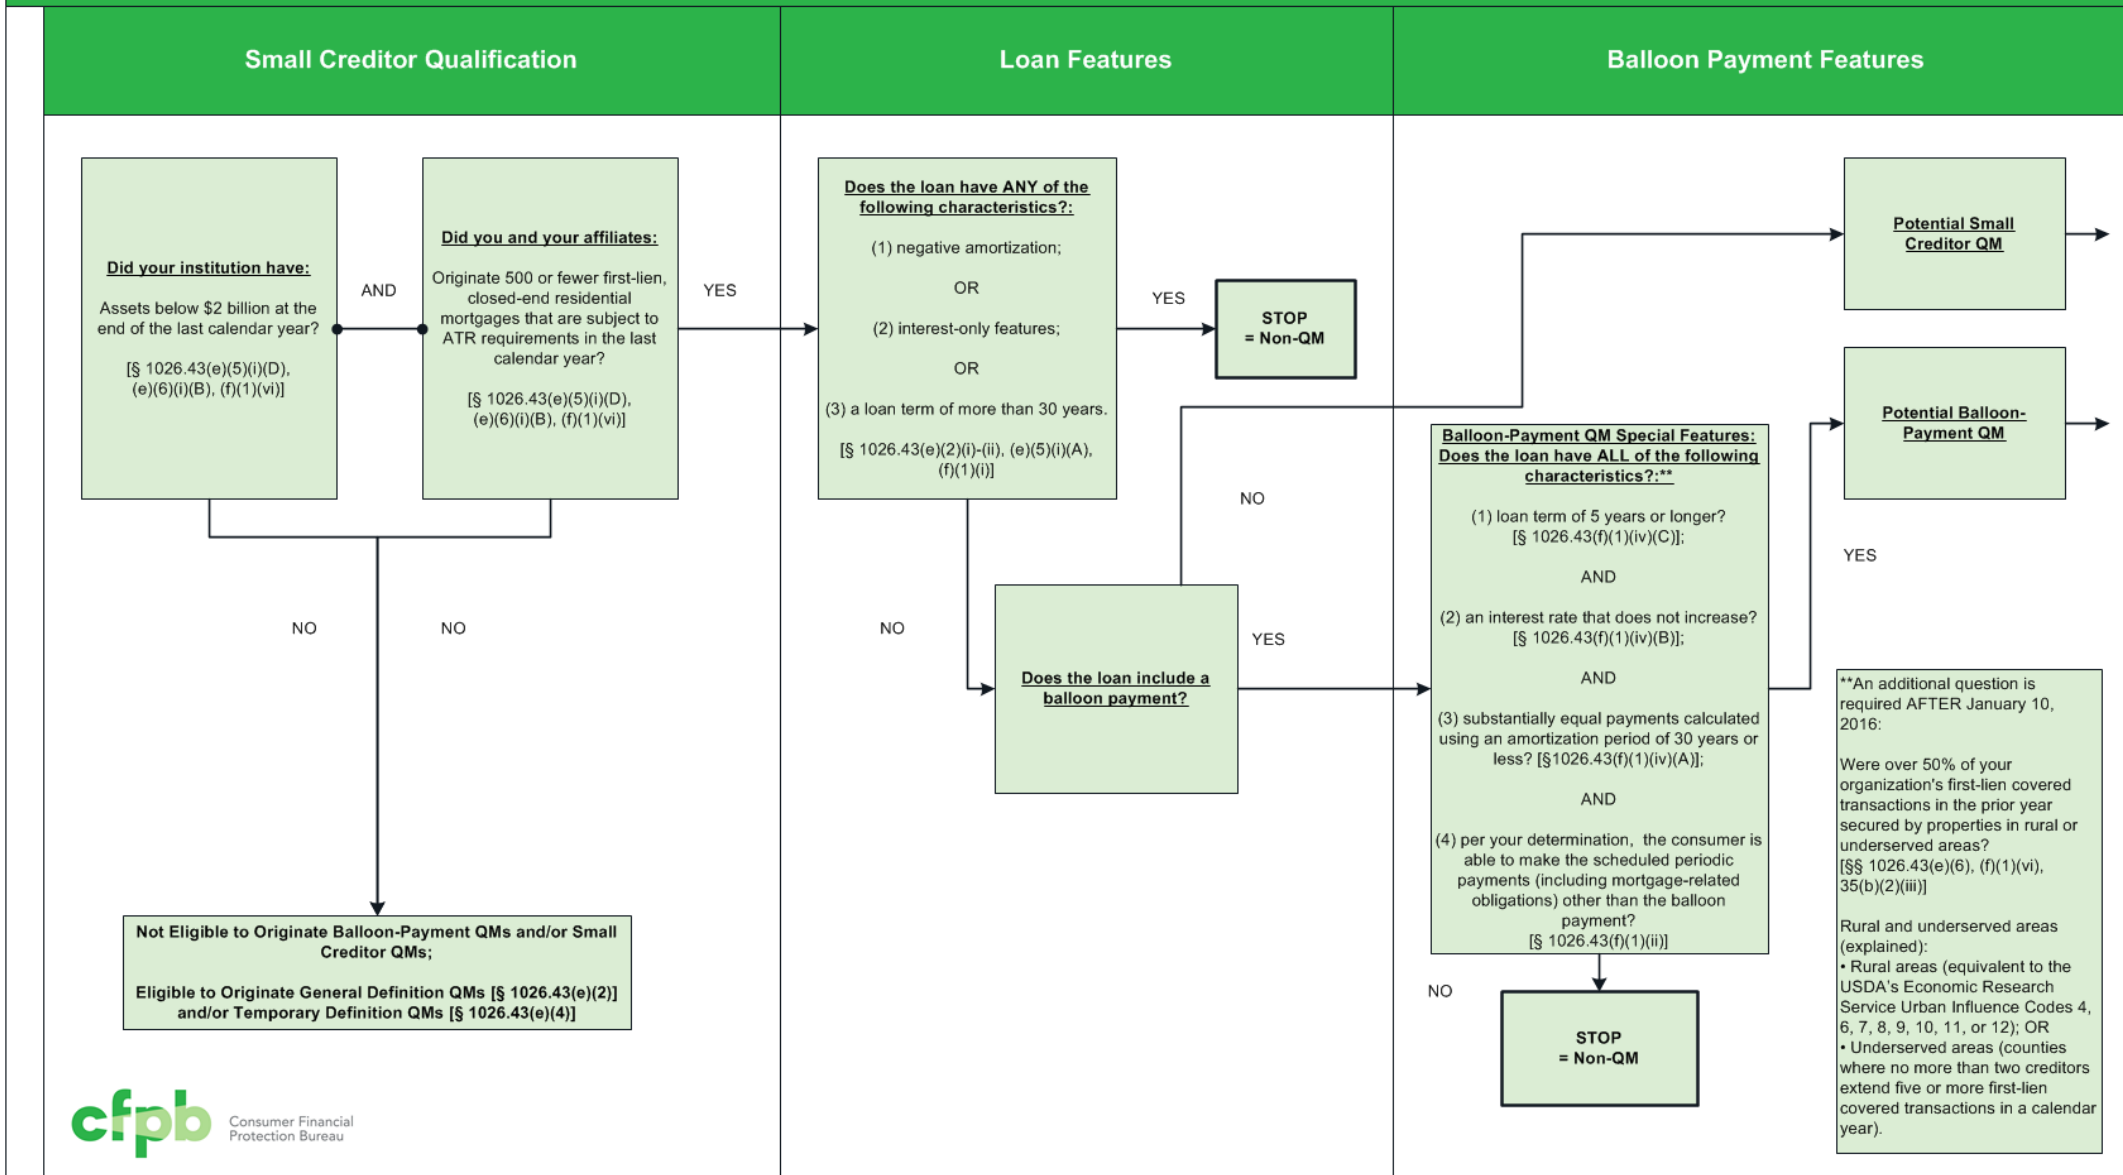 Small Creditor Qualification
Loan Features
Balloon Payment Features
Did your institution have:
Assets below $2 billion at the
end of the last calendar year?
[§ 1026.43(e)(5)(i)(D),
(e)(6)(i)(B), (f)(1)(vi)]
AND
Did you and your affiliates:
Originate 500 or fewer first-lien,
closed-end residential
mortgages that are subject to
ATR requirements in the last
calendar year?
[§ 1026.43(e)(5)(i)(D),
(e)(6)(i)(B), (f)(1)(vi)]
YES
NO
NO
Not Eligible to Originate Balloon-Payment QMs and/or Small
Creditor QMs;
Eligible to Originate General Definition QMs [§ 1026.43(e)(2)]
and/or Temporary Definition QMs [§ 1026.43(e)(4)]
cfpb
Consumer Financial
Protection Bureau
Does the loan have ANY of the
following characteristics?:
(1) negative amortization;
OR
(2) interest-only features;
OR
(3) a loan term of more than 30 years.
[§ 1026.43(e)(2)(i)-(ii), (e)(5)(i)(A),
(f)(1)(i)]
YES
STOP
= Non-QM
NO
Does the loan include a
balloon payment?
NO
YES
Balloon-Payment QM Special Features:
Does the loan have ALL of the following
characteristics?:**
(1) loan term of 5 years or longer?
[§ 1026.43(f)(1)(iv)(C)];
AND
(2) an interest rate that does not increase?
[§ 1026.43(f)(1)(iv)(B)];
AND
(3) substantially equal payments calculated
using an amortization period of 30 years or
less? [§1026.43(f)(1)(iv)(A)];
AND
(4) per your determination, the consumer is
able to make the scheduled periodic
payments (including mortgage-related
obligations) other than the balloon
payment?
[§ 1026.43(f)(1)(ii)]
NO
STOP
= Non-QM
Potential Small
Creditor QM
Potential Balloon-
Payment QM
YES
**An additional question is
required AFTER January 10,
2016:
Were over 50% of your
organization's first-lien covered
transactions in the prior year
secured by properties in rural or
underserved areas?
[§§ 1026.43(e)(6), (f)(1)(vi),
35(b)(2)(iii)]
Rural and underserved areas
(explained):
• Rural areas (equivalent to the
USDA's Economic Research
Service Urban Influence Codes 4,
6, 7, 8, 9, 10, 11, or 12); OR
• Underserved areas (counties
where no more than two creditors
extend five or more first-lien
covered transactions in a calendar
year).